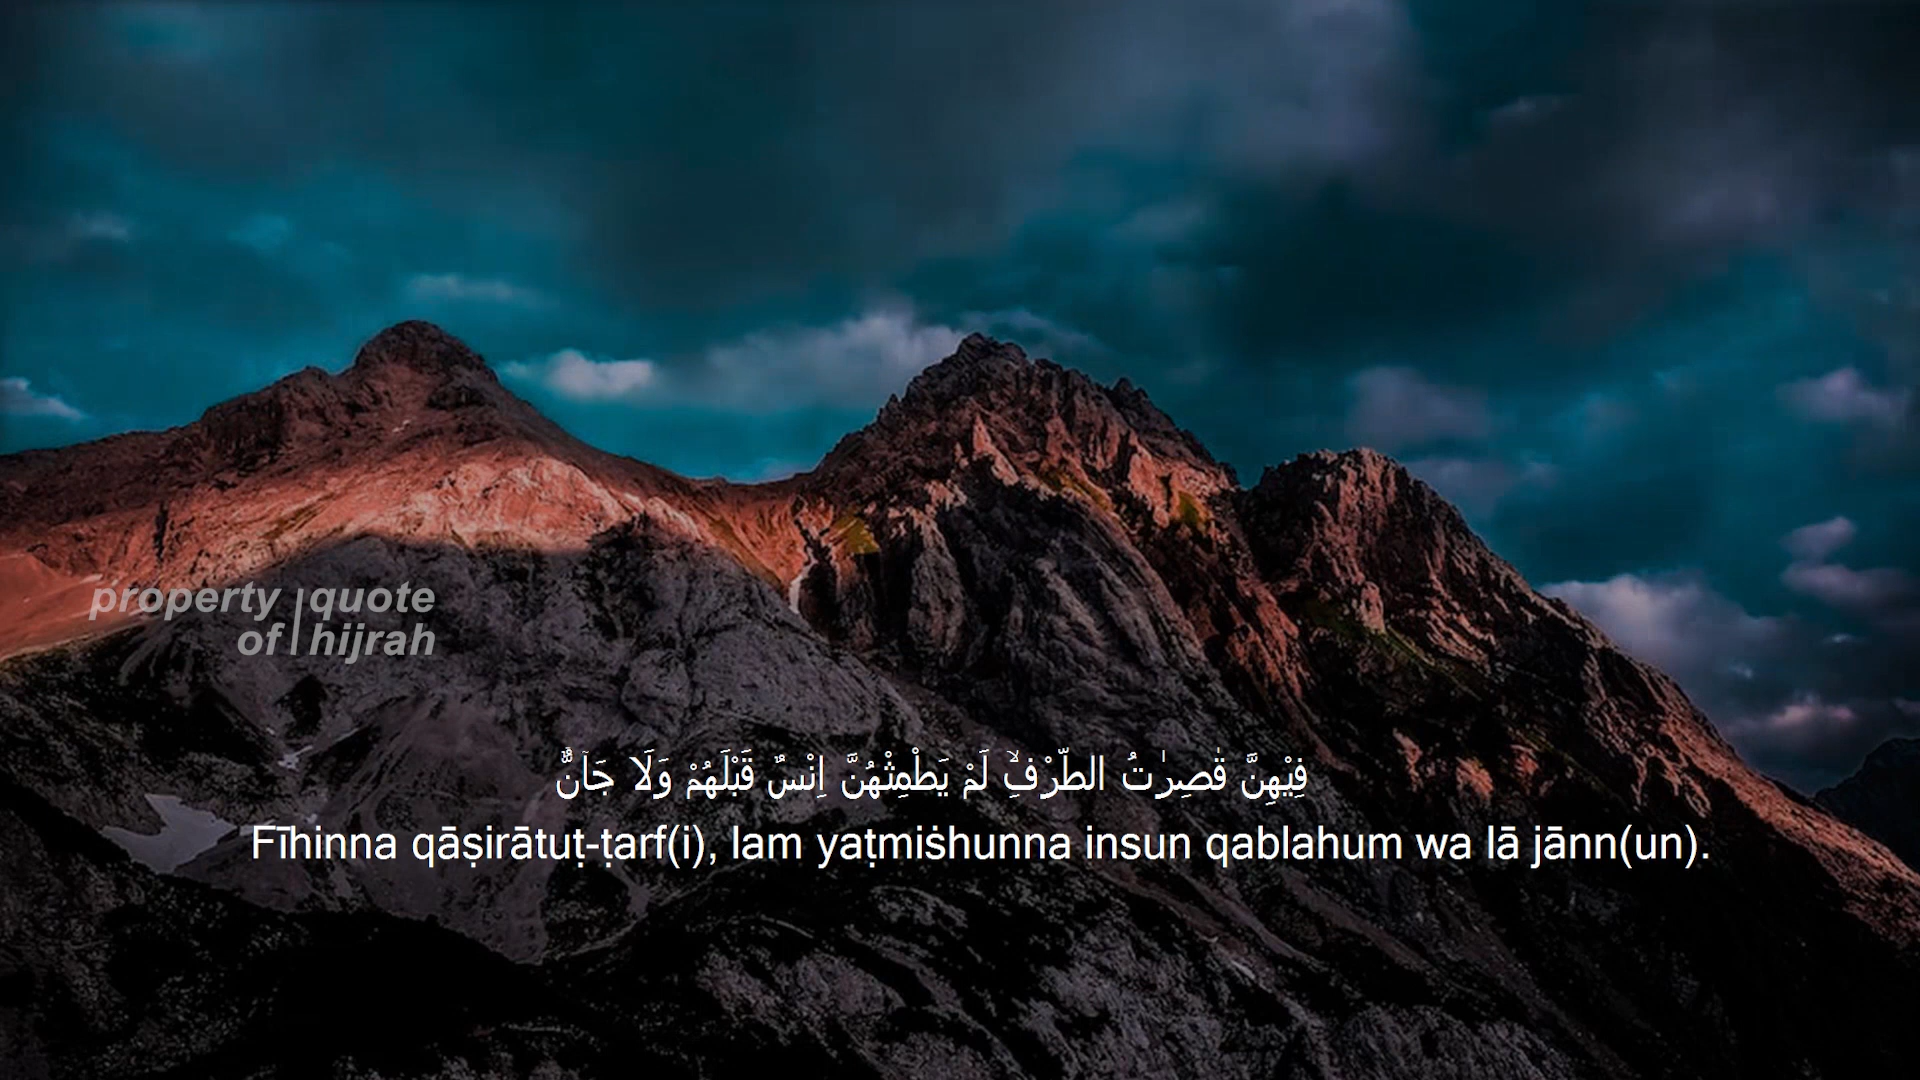 property | quote
of | hijrah
فِيْهِنَّ قٰصِرٰتُ الطَّرْفِۙ لَمْ يَطْمِثْهُنَّ اِنْسٌ قَبْلَهُمْ وَلَا جَاۤنٌّۚ
Fīhinna qāṣirātuṭ-ṭarf(i), lam yaṭmiṡhunna insun qablahum wa lā jānn(un).